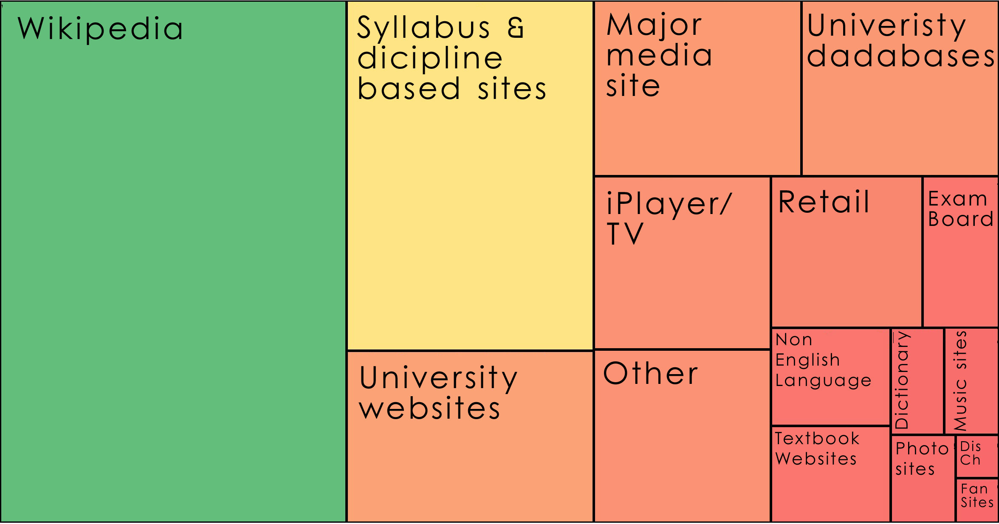 Wikipedia
Syllabus &
dicipline
based sites
University
websites
Major
media
site
Univeristy
dadabases
iPlayer/
TV
Retail
Exam
Board
Other
Non
English
Language
Dictionary
Music sites
Textbook
Websites
Photo
sites
Dis
Ch
Fan
Sites